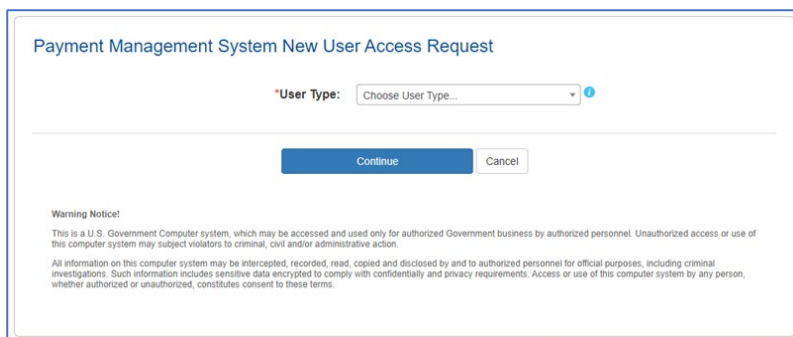 Payment Management System New User Access Request
*User Type: Choose User Type...
Continue Cancel
Warning Notice!
This is a U.S. Government Computer system, which may be accessed and used only for authorized Government business by authorized personnel. Unauthorized access or use of
this computer system may subject violators to criminal, civil and/or administrative action.
All information on this computer system may be intercepted, recorded, read, copied and disclosed by and to authorized personnel for official purposes, including criminal
investigations. Such information includes sensitive data encrypted to comply with confidentially and privacy requirements. Access or use of this computer system by any person,
whether authorized or unauthorized, constitutes consent to these terms.